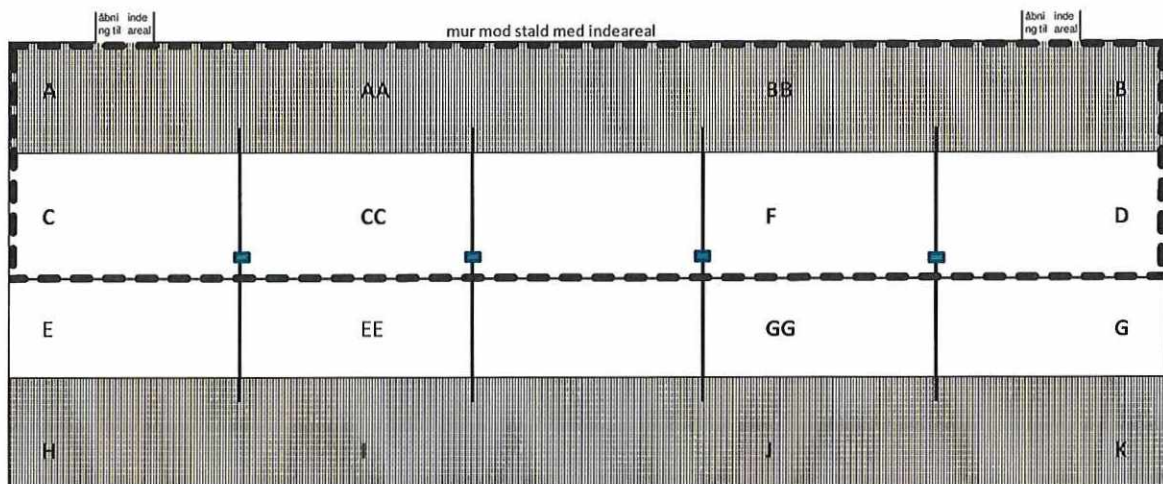 åbni inde
ng til areal
mur mod stald med indeareal
åbni inde
ng til areal
A AA BB B
C CC F D
E EE GG G
H I J K